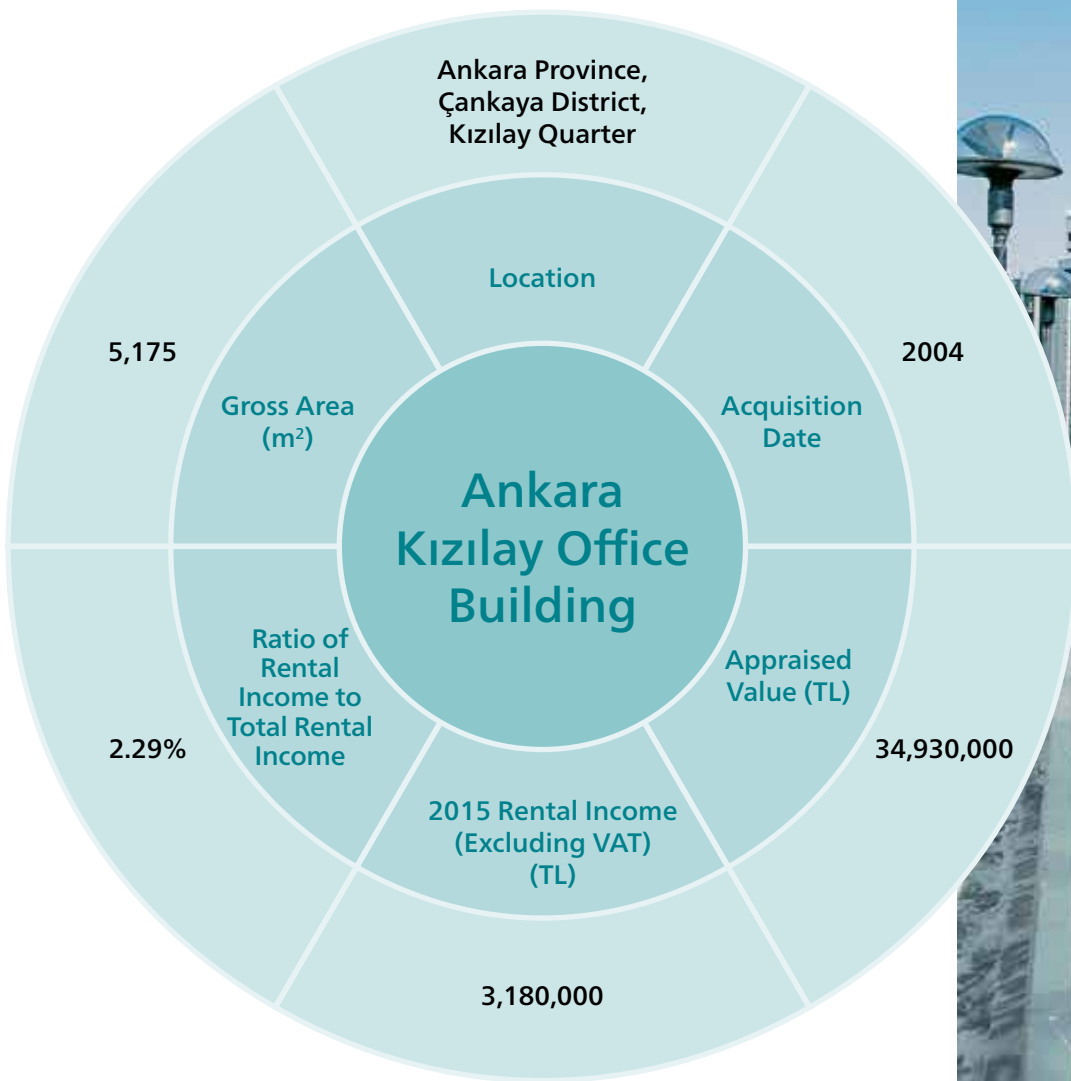 Ankara Province,
Çankaya District,
Kızılay Quarter
Location
5,175
Gross Area
(m²)
2004
Acquisition
Date
Ankara
Kızılay Office
Building
Ratio of
Rental
Income to
Total Rental
Income
2.29%
Appraised
Value (TL)
34,930,000
2015 Rental Income
(Excluding VAT)
(TL)
3,180,000